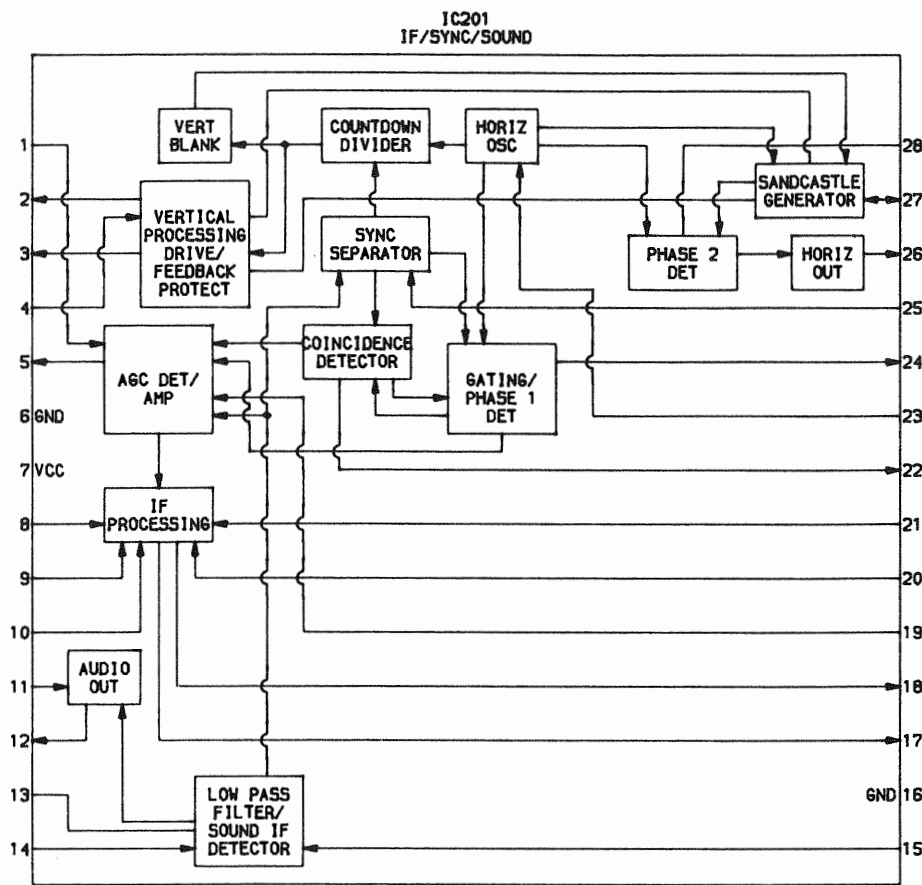 IC201
IF/SYNC/SOUND
VERT
BLANK
COUNTDOWN
DIVIDER
HORIZ
OSC
1
28
SANDCASTLE
GENERATOR
2
27
VERTICAL
PROCESSING
DRIVE/
FEEDBACK
PROTECT
SYNC
SEPARATOR
PHASE 2
DET
HORIZ
OUT
3
26
4
25
AGC DET/
AMP
COINCIDENCE
DETECTOR
GATING/
PHASE 1
DET
5
24
6 GND
23
7 VCC
22
IF
PROCESSING
8
21
9
20
10
19
AUDIO
OUT
11
18
12
17
LOW PASS
FILTER/
SOUND IF
DETECTOR
13
GND 16
14
15